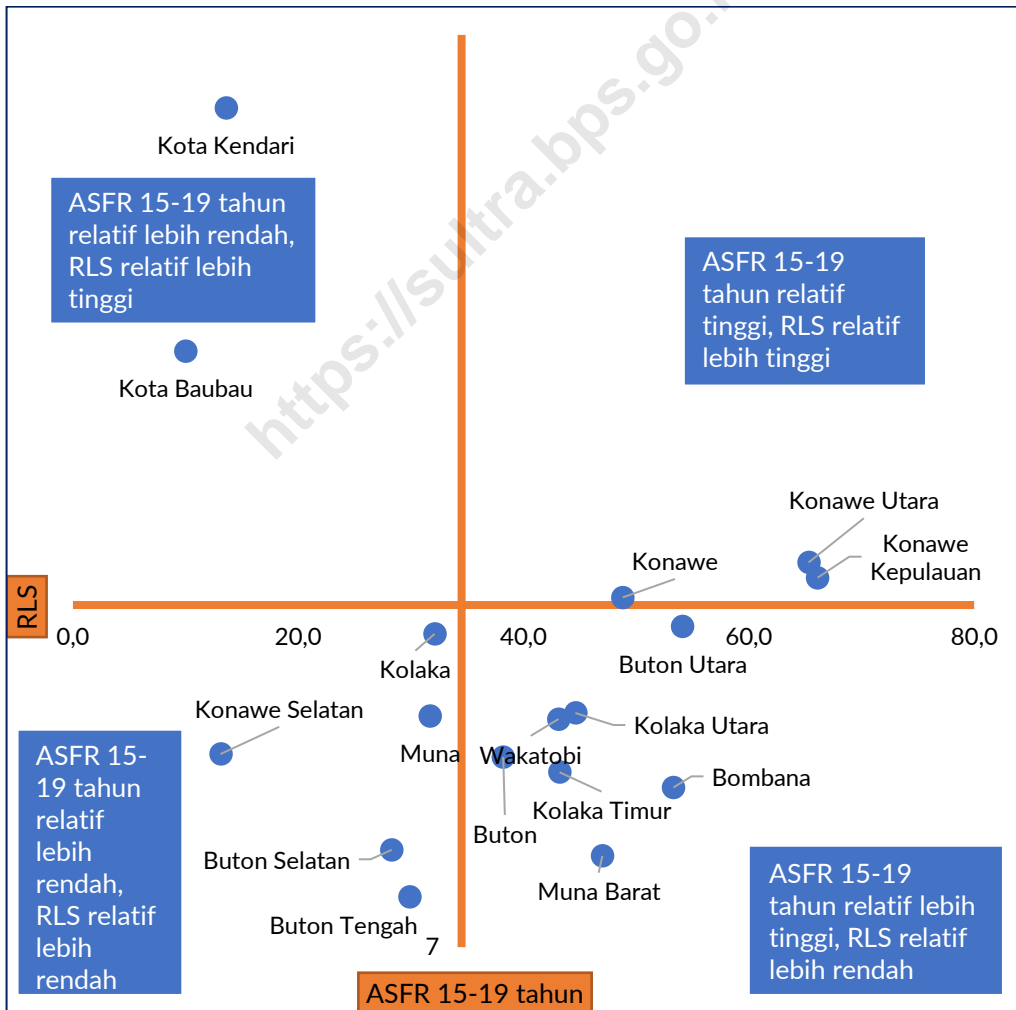 https://sultra.bps.go.
Kota Kendari
ASFR 15-19 tahun
relatif lebih rendah,
RLS relatif lebih
tinggi
Kota Baubau
ASFR 15-19
tahun relatif
tinggi, RLS relatif
lebih tinggi
Konawe Utara
Konawe
Kepulauan
Konawe
RLS
0,0
20,0
40,0
60,0
80,0
Kolaka
Buton Utara
Konawe Selatan
Muna
Wakatobi
Kolaka Utara
Bombana
Kolaka Timur
Buton
Buton Selatan
Muna Barat
Buton Tengah
7
ASFR 15-
19 tahun
relatif
lebih
rendah,
RLS relatif
lebih
rendah
ASFR 15-19
tahun relatif lebih
tinggi, RLS relatif
lebih rendah
ASFR 15-19 tahun